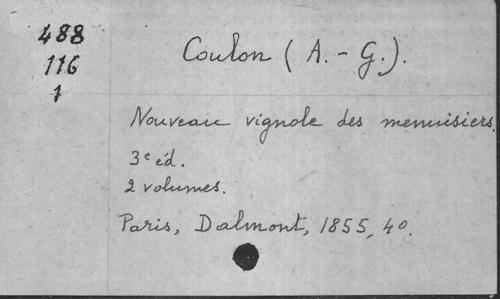 488
116
1
Coulon (A.-G.).
Nouveau vignole des menuisiers.
3e éd.
2 volumes.
Paris, Dalmont, 1855, 4o.